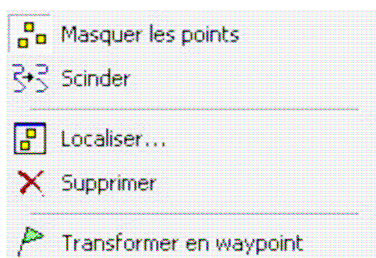 Masquer les points
Scinder
Localiser...
Supprimer
Transformer en waypoint